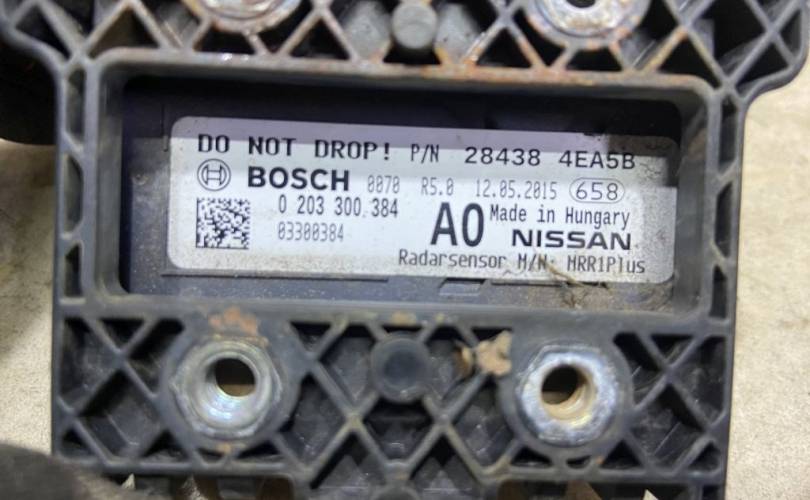 DO NOT DROP! P/N 28438 4EA5B
BOSCH 0070 R5.0 12.05.2015 658
0 203 300 384 A0 Made in Hungary
03300384 NISSAN
Radarsensor M/N: MRR1Plus